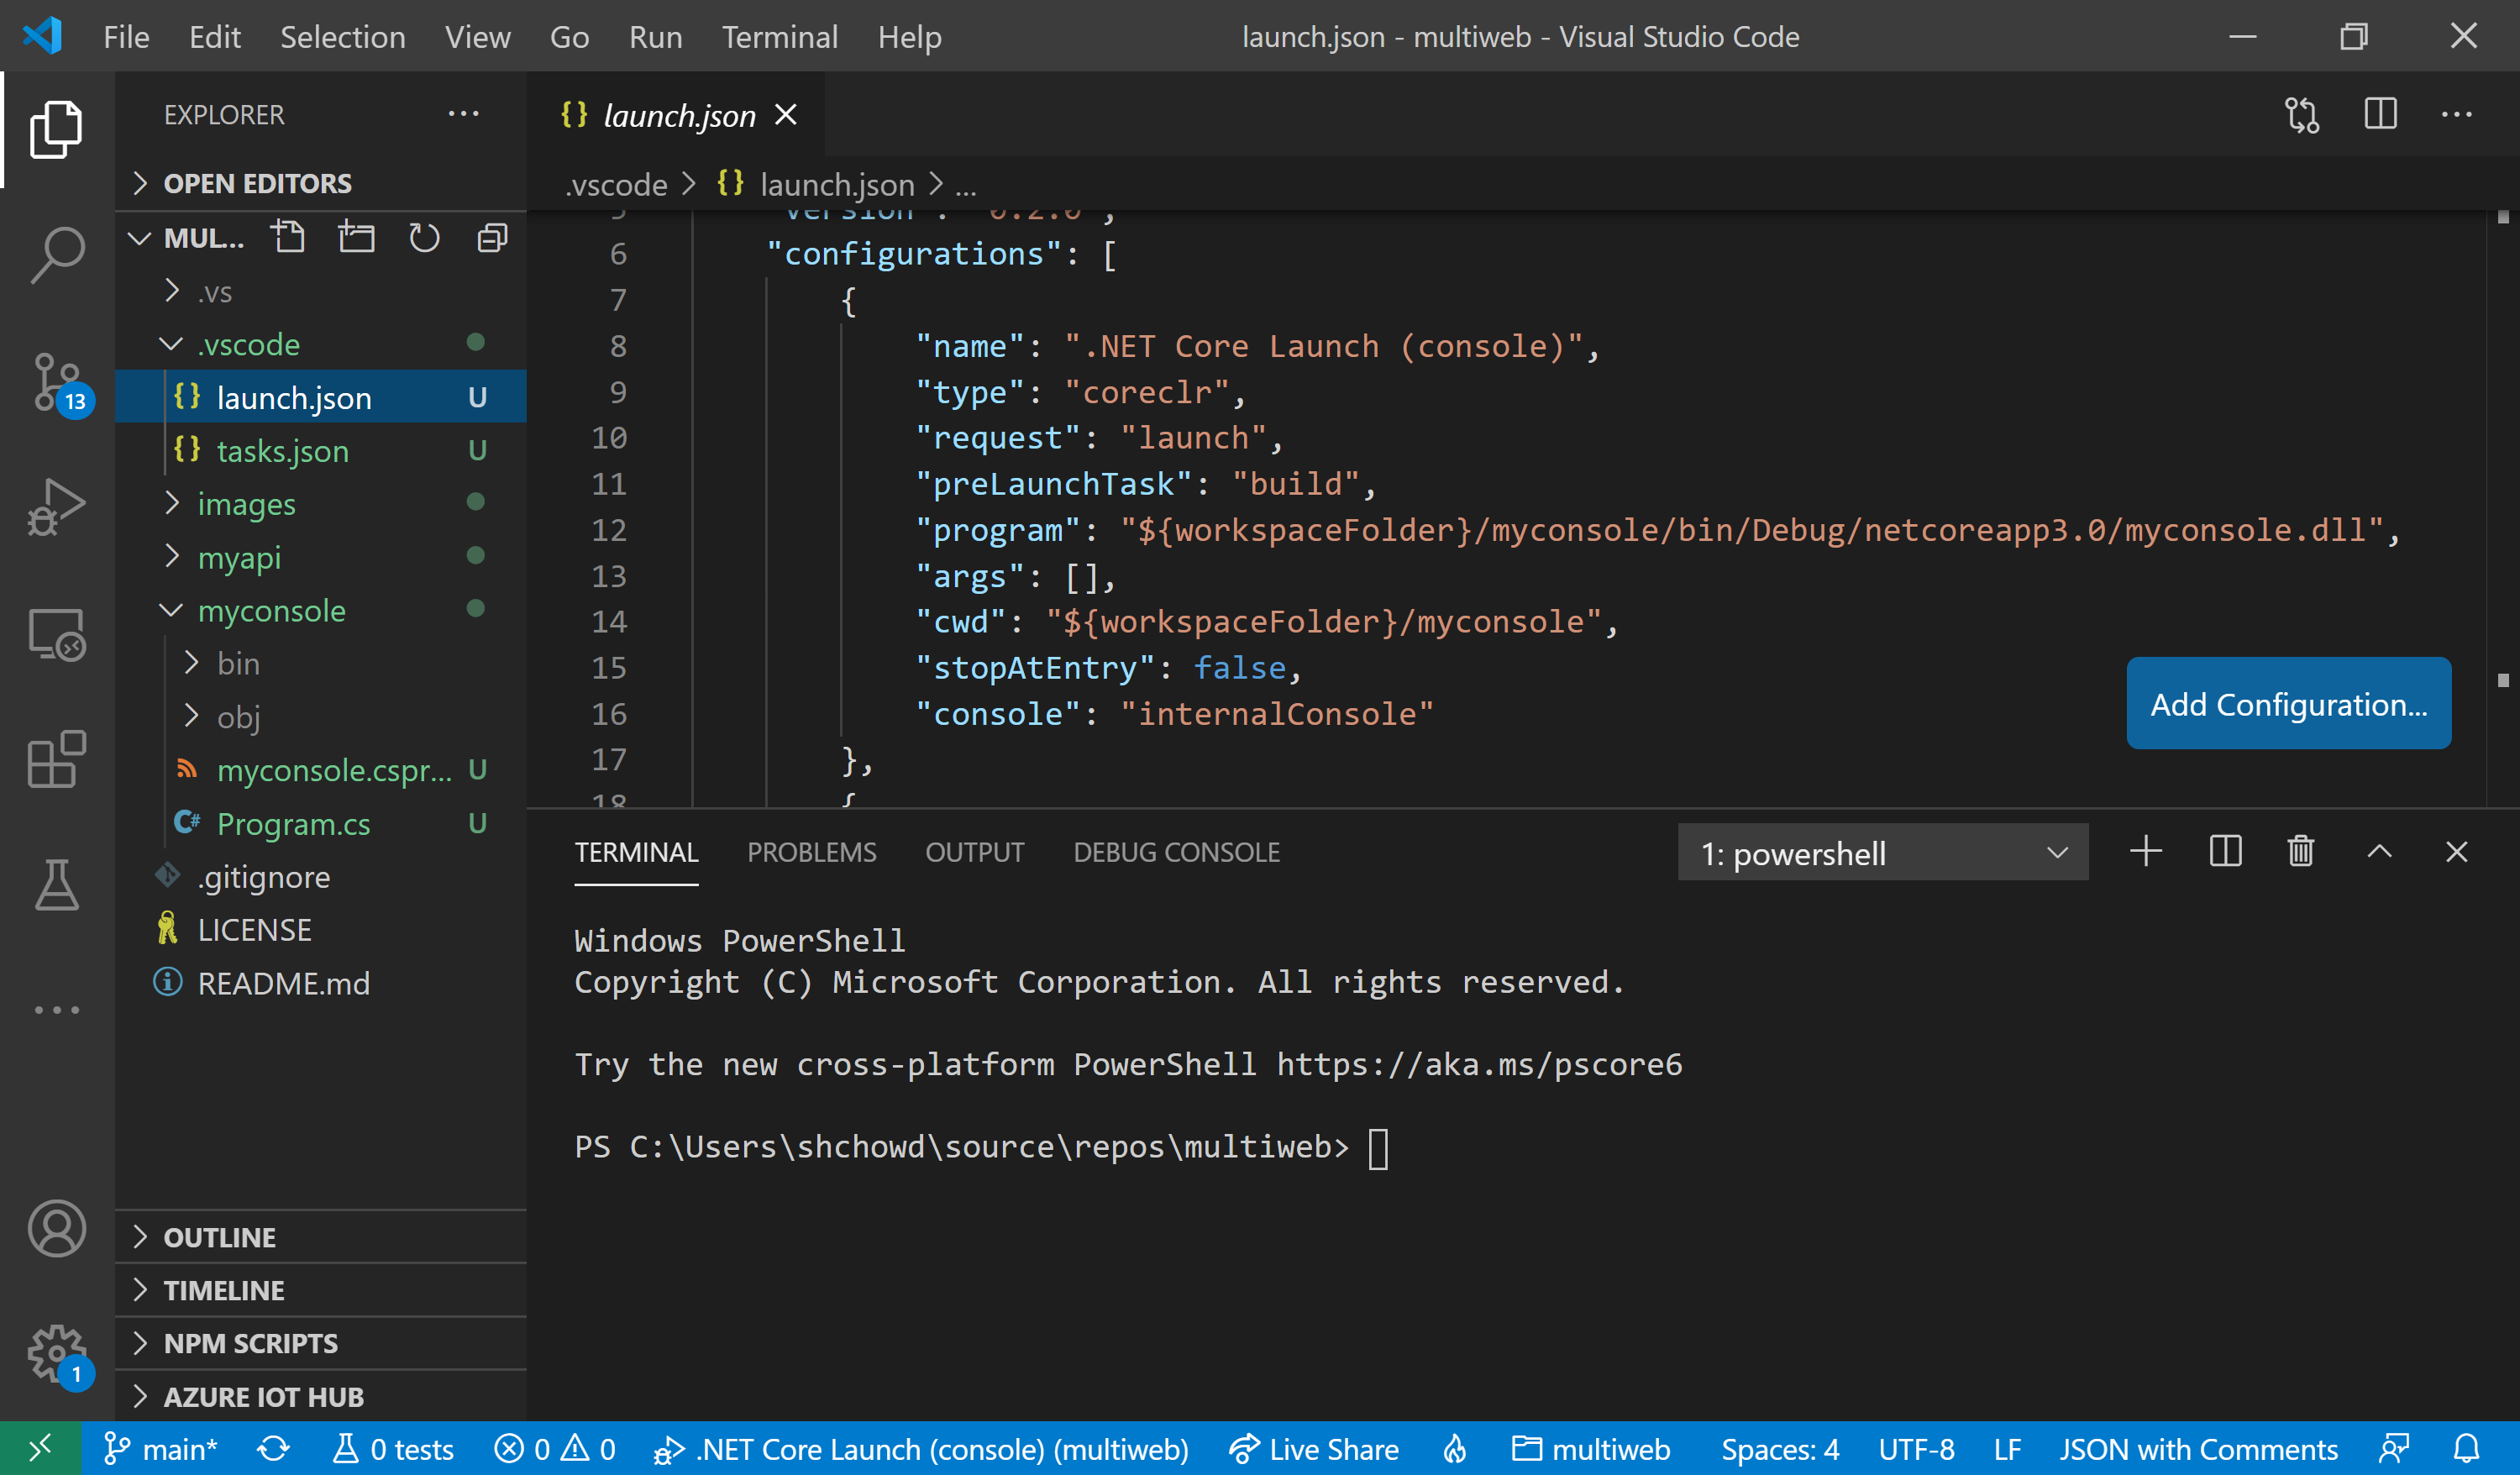 File Edit Selection View Go Run Terminal Help launch.json - multiweb - Visual Studio Code
EXPLORER
OPEN EDITORS
MUL...
.vs
.vscode
launch.json U
tasks.json U
images
myapi
myconsole
bin
obj
myconsole.cspr... U
Program.cs U
.gitignore
LICENSE
README.md
OUTLINE
TIMELINE
NPM SCRIPTS
AZURE IOT HUB
13
1
{} launch.json
.vscode > {} launch.json > ...
5 "version": "0.2.0",
6 "configurations": [
7 {
8 "name": ".NET Core Launch (console)",
9 "type": "coreclr",
10 "request": "launch",
11 "preLaunchTask": "build",
12 "program": "${workspaceFolder}/myconsole/bin/Debug/netcoreapp3.0/myconsole.dll",
13 "args": [],
14 "cwd": "${workspaceFolder}/myconsole",
15 "stopAtEntry": false,
16 "console": "internalConsole"
17 },
18 {
Add Configuration...
TERMINAL PROBLEMS OUTPUT DEBUG CONSOLE 1: powershell
Windows PowerShell
Copyright (C) Microsoft Corporation. All rights reserved.
Try the new cross-platform PowerShell https://aka.ms/pscore6
PS C:\Users\shchowd\source\repos\multiweb>
main* 0 tests 0 0 .NET Core Launch (console) (multiweb) Live Share multiweb Spaces: 4 UTF-8 LF JSON with Comments